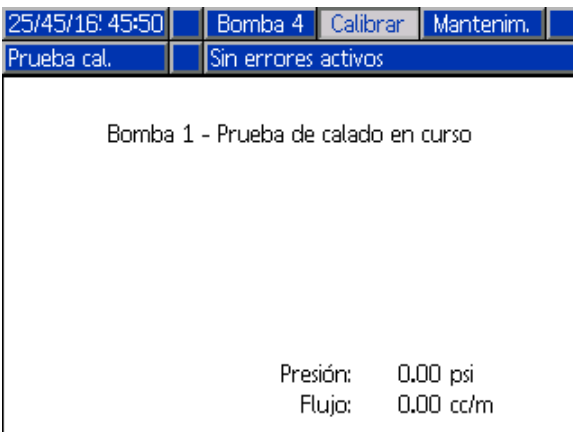 25/45/16! 45:50 Bomba 4 Calibrar Mantenim.
Prueba cal. Sin errores activos
Bomba 1 - Prueba de calado en curso
Presión: 0.00 psi
Flujo: 0.00 cc/m